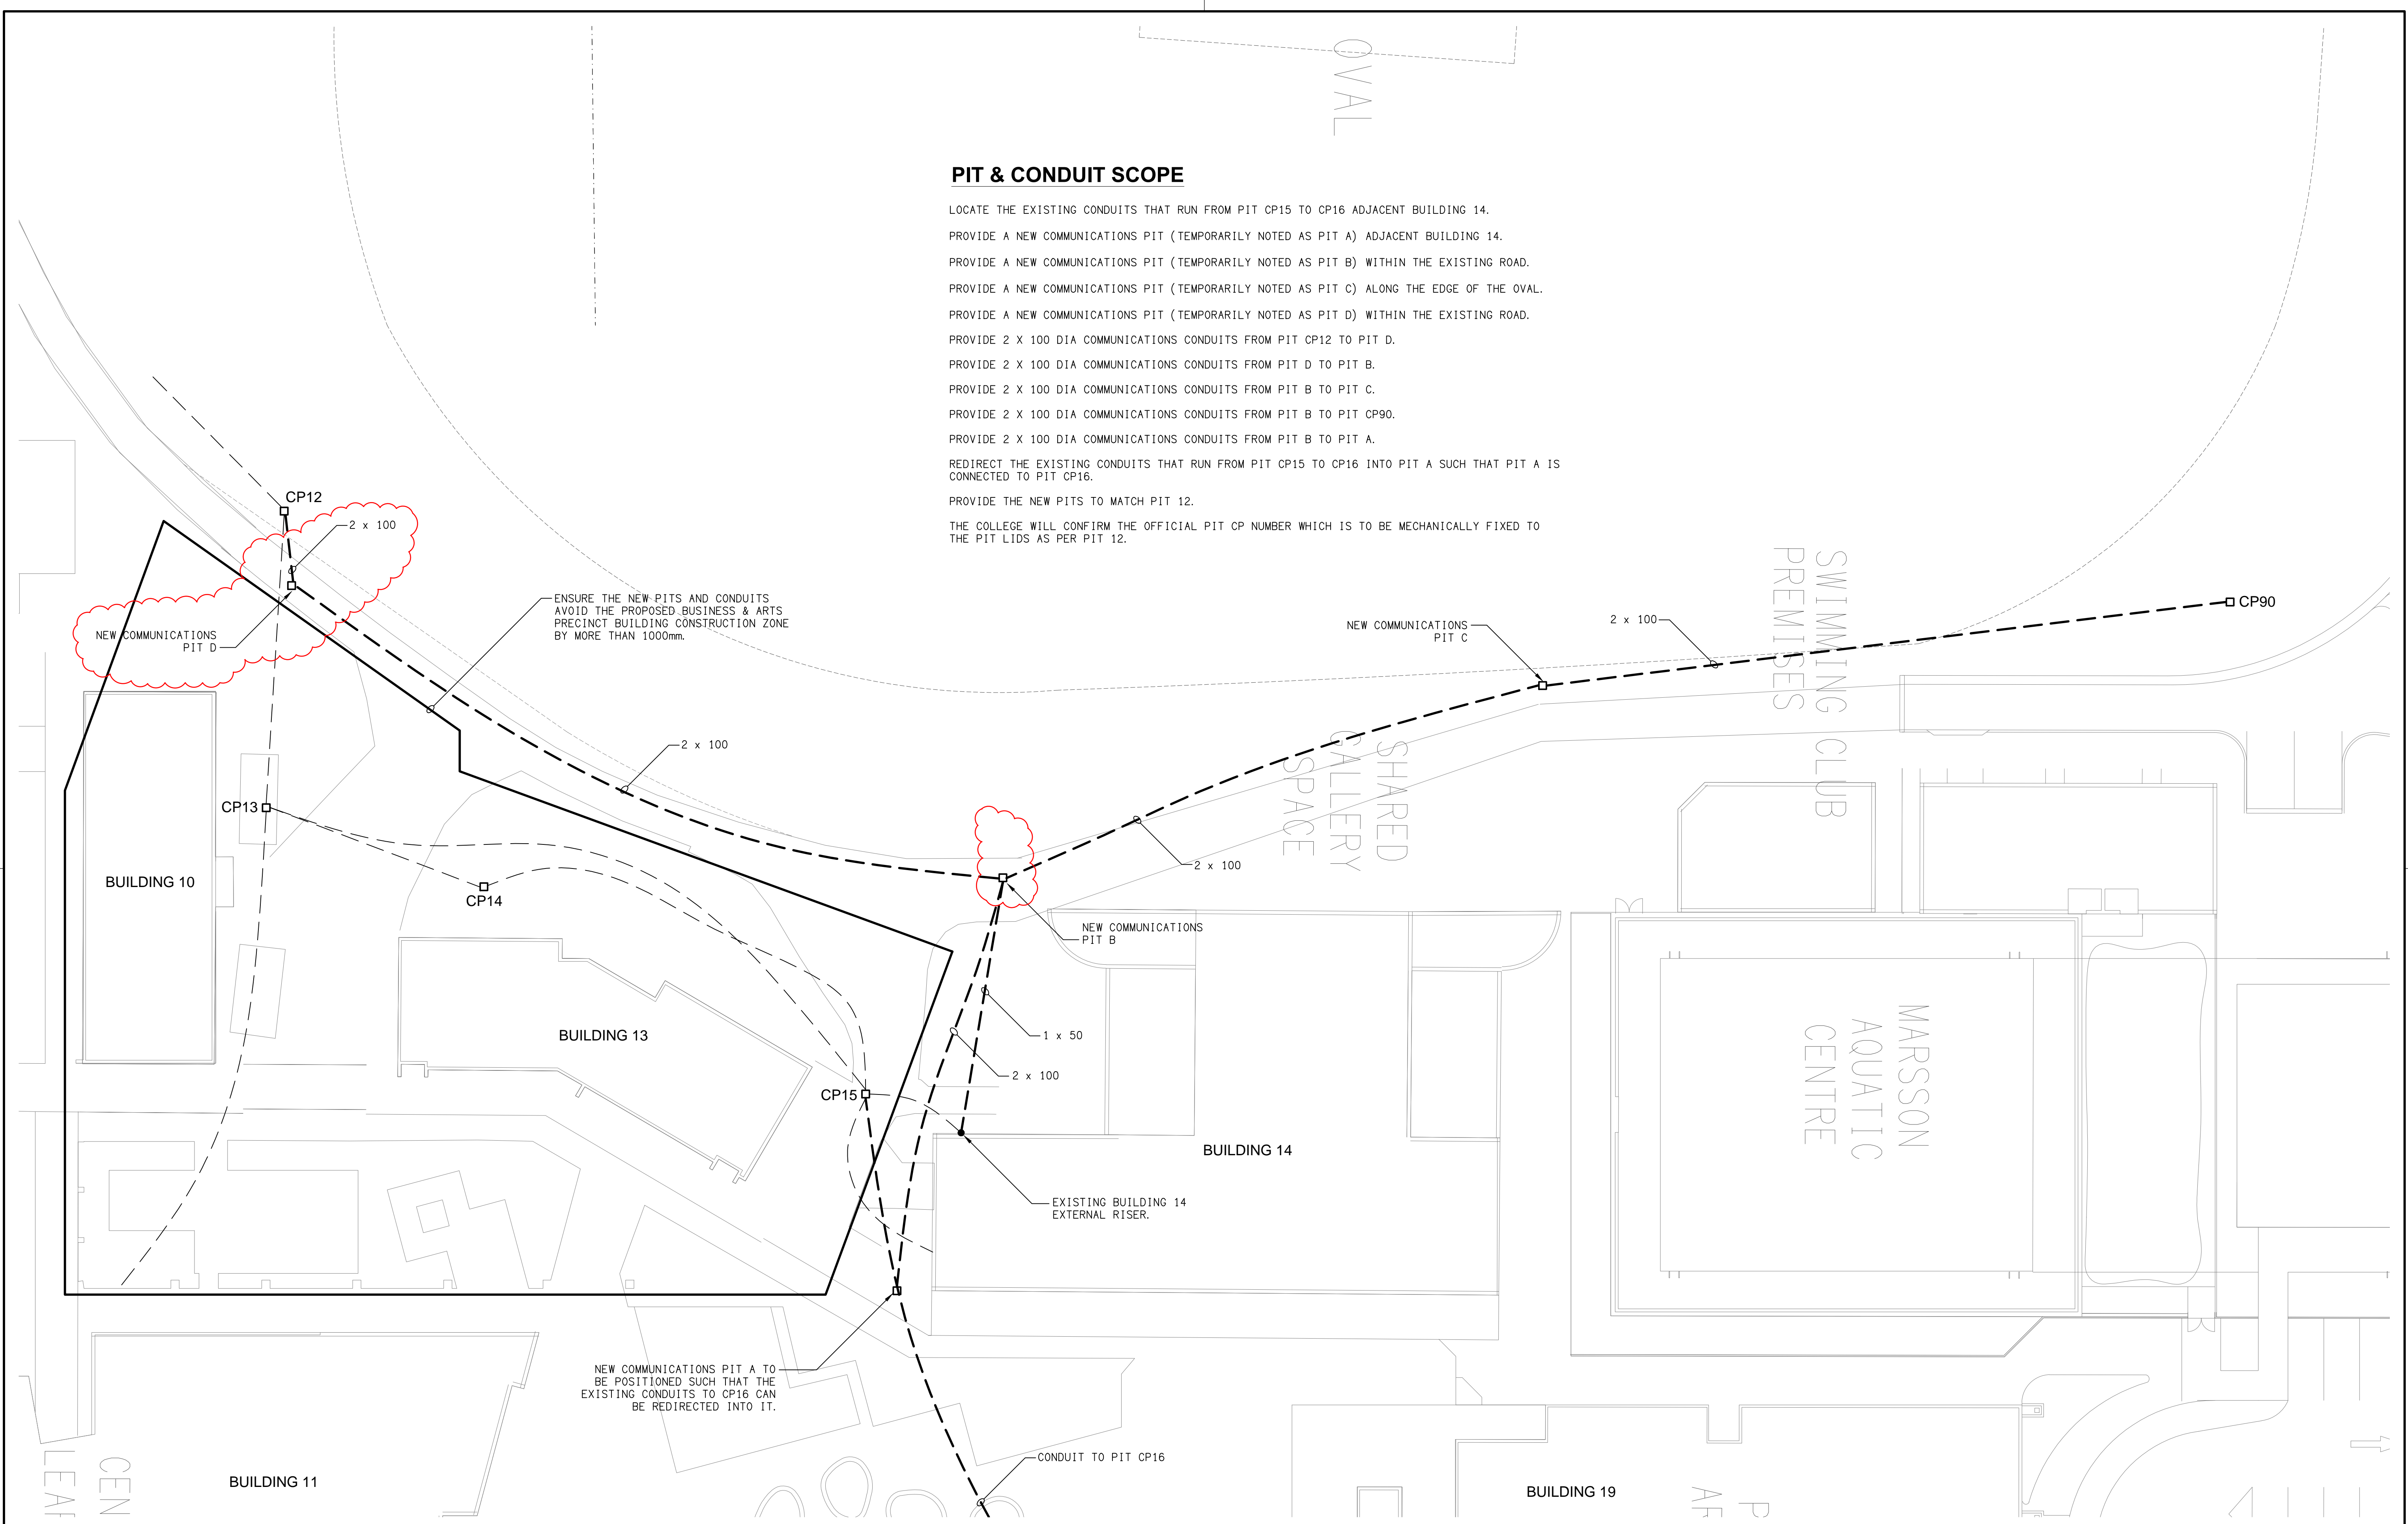 OVAL
PIT & CONDUIT SCOPE
LOCATE THE EXISTING CONDUITS THAT RUN FROM PIT CP15 TO CP16 ADJACENT BUILDING 14.
PROVIDE A NEW COMMUNICATIONS PIT (TEMPORARILY NOTED AS PIT A) ADJACENT BUILDING 14.
PROVIDE A NEW COMMUNICATIONS PIT (TEMPORARILY NOTED AS PIT B) WITHIN THE EXISTING ROAD.
PROVIDE A NEW COMMUNICATIONS PIT (TEMPORARILY NOTED AS PIT C) ALONG THE EDGE OF THE OVAL.
PROVIDE A NEW COMMUNICATIONS PIT (TEMPORARILY NOTED AS PIT D) WITHIN THE EXISTING ROAD.
PROVIDE 2 X 100 DIA COMMUNICATIONS CONDUITS FROM PIT CP12 TO PIT D.
PROVIDE 2 X 100 DIA COMMUNICATIONS CONDUITS FROM PIT D TO PIT B.
PROVIDE 2 X 100 DIA COMMUNICATIONS CONDUITS FROM PIT B TO PIT C.
PROVIDE 2 X 100 DIA COMMUNICATIONS CONDUITS FROM PIT B TO PIT CP90.
PROVIDE 2 X 100 DIA COMMUNICATIONS CONDUITS FROM PIT B TO PIT A.
REDIRECT THE EXISTING CONDUITS THAT RUN FROM PIT CP15 TO CP16 INTO PIT A SUCH THAT PIT A IS
CONNECTED TO PIT CP16.
PROVIDE THE NEW PITS TO MATCH PIT 12.
THE COLLEGE WILL CONFIRM THE OFFICIAL PIT CP NUMBER WHICH IS TO BE MECHANICALLY FIXED TO
THE PIT LIDS AS PER PIT 12.
CP12
2 x 100
NEW COMMUNICATIONS
PIT D
ENSURE THE NEW PITS AND CONDUITS
AVOID THE PROPOSED BUSINESS & ARTS
PRECINCT BUILDING CONSTRUCTION ZONE
BY MORE THAN 1000mm.
NEW COMMUNICATIONS
PIT C
2 x 100
SWIMMING CLUB
PREMISES
CP90
2 x 100
SHARED
GALLERY
SPACE
CP13
2 x 100
BUILDING 10
CP14
NEW COMMUNICATIONS
PIT B
BUILDING 13
1 x 50
2 x 100
MARSSON
AQUATIC
CENTRE
CP15
BUILDING 14
EXISTING BUILDING 14
EXTERNAL RISER.
NEW COMMUNICATIONS PIT A TO
BE POSITIONED SUCH THAT THE
EXISTING CONDUITS TO CP16 CAN
BE REDIRECTED INTO IT.
CONDUIT TO PIT CP16
CEN
LEAR
BUILDING 11
BUILDING 19